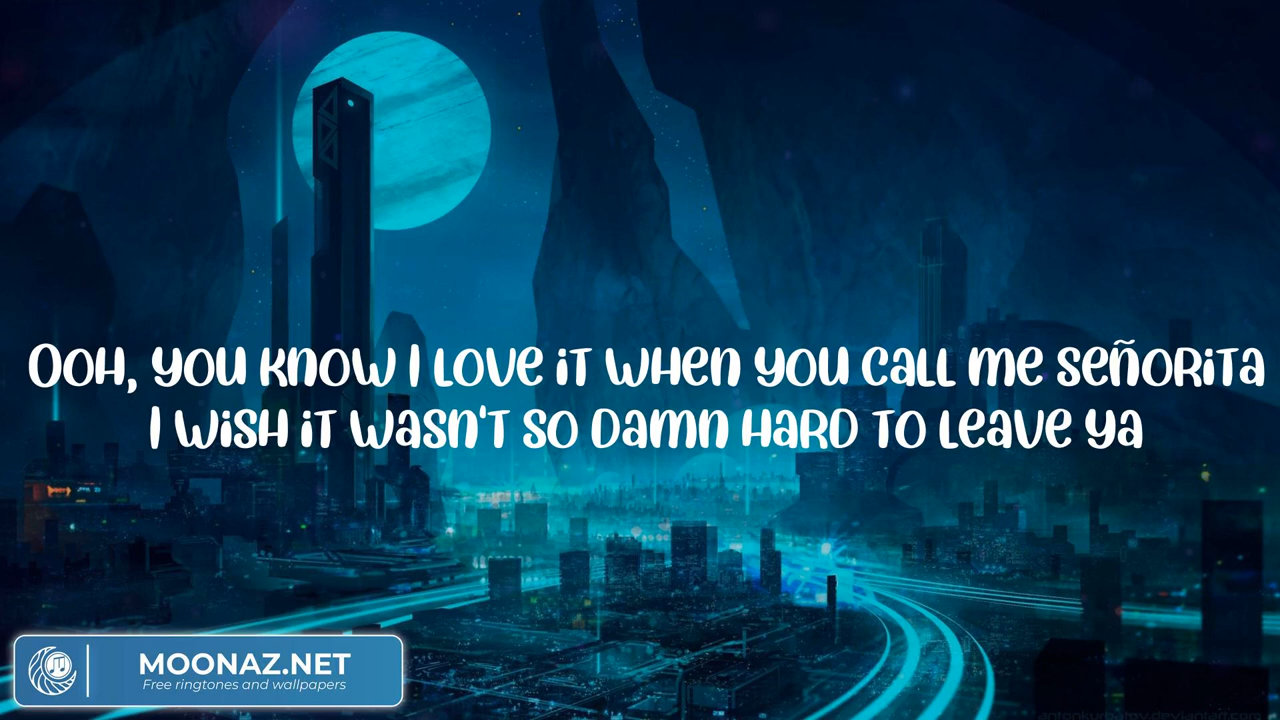 Ooh, you know I love it when you call me señorita
I wish it wasn't so damn hard to leave ya
MOONAZ.NET
Free ringtones and wallpapers